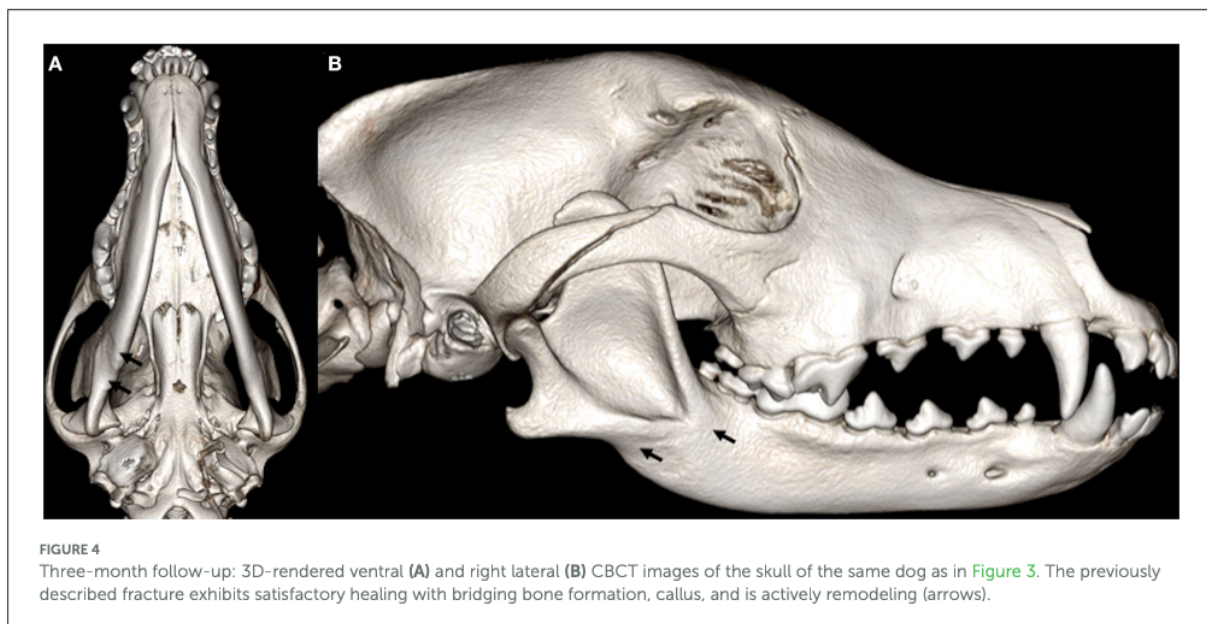 A
B
FIGURE 4
Three-month follow-up: 3D-rendered ventral (A) and right lateral (B) CBCT images of the skull of the same dog as in Figure 3. The previously
described fracture exhibits satisfactory healing with bridging bone formation, callus, and is actively remodeling (arrows).